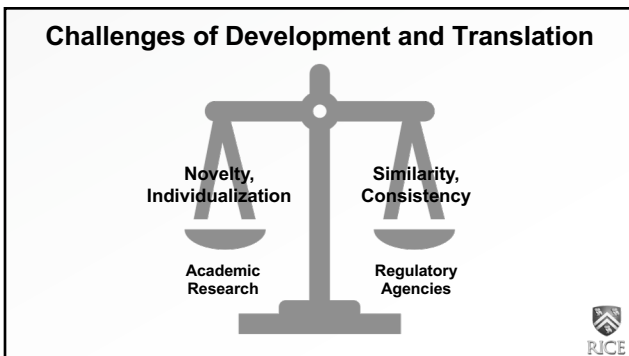 Challenges of Development and Translation
Novelty,
Individualization
Similarity,
Consistency
Academic
Research
Regulatory
Agencies
RICE